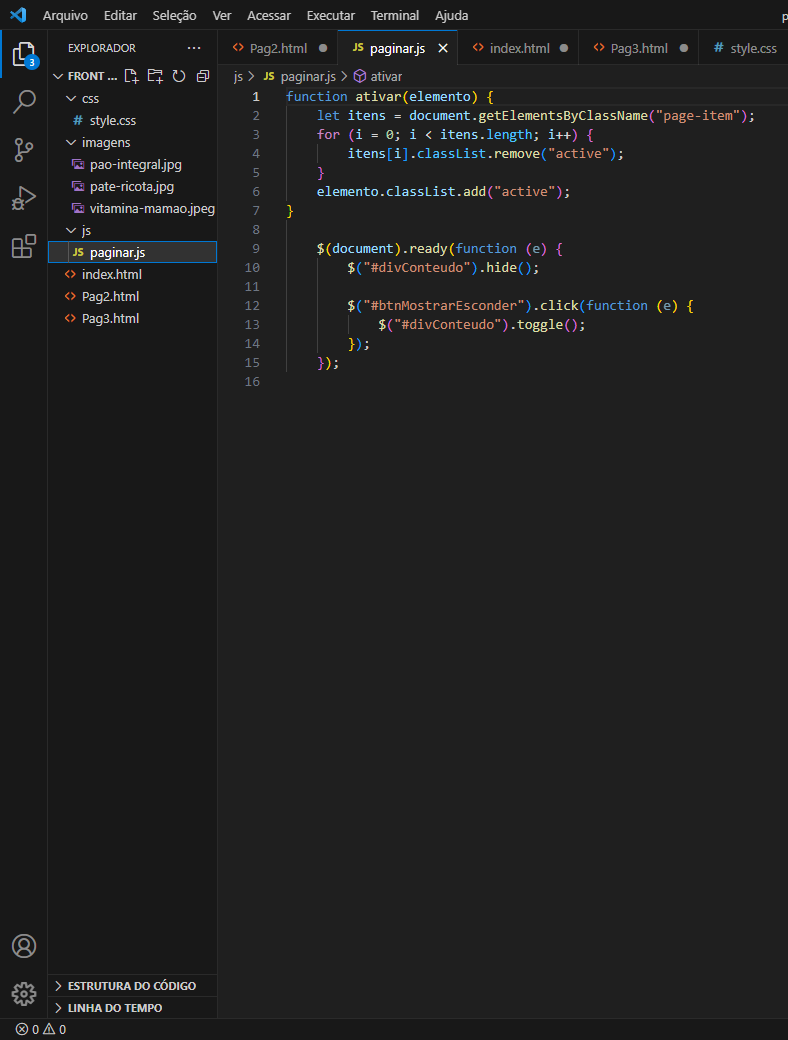 Arquivo Editar Seleção Ver Acessar Executar Terminal Ajuda
EXPLORADOR ...
3
FRONT ...
css
# style.css
imagens
pao-integral.jpg
pate-ricota.jpg
vitamina-mamao.jpeg
js
JS paginar.js
<> index.html
<> Pag2.html
<> Pag3.html
<> Pag2.html JS paginar.js <> index.html <> Pag3.html # style.css
js > JS paginar.js > ativar
1 function ativar(elemento) {
2 let itens = document.getElementsByClassName("page-item");
3 for (i = 0; i < itens.length; i++) {
4 itens[i].classList.remove("active");
5 }
6 elemento.classList.add("active");
7 }
8
9 $(document).ready(function (e) {
10 $("#divConteudo").hide();
11
12 $("#btnMostrarEsconder").click(function (e) {
13 $("#divConteudo").toggle();
14 });
15 });
16
ESTRUTURA DO CÓDIGO
LINHA DO TEMPO
0 0